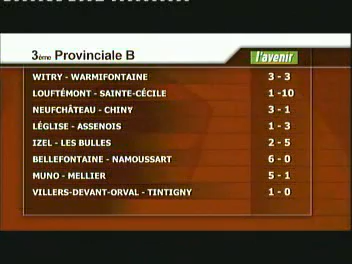 3ème Provinciale B
l'avenir
WITRY - WARMIFONTAINE 3 - 3
LOUFTÉMONT - SAINTE-CÉCILE 1 -10
NEUFCHÂTEAU - CHINY 3 - 1
LÉGLISE - ASSENOIS 1 - 3
IZEL - LES BULLES 2 - 5
BELLEFONTAINE - NAMOUSSART 6 - 0
MUNO - MELLIER 5 - 1
VILLERS-DEVANT-ORVAL - TINTIGNY 1 - 0